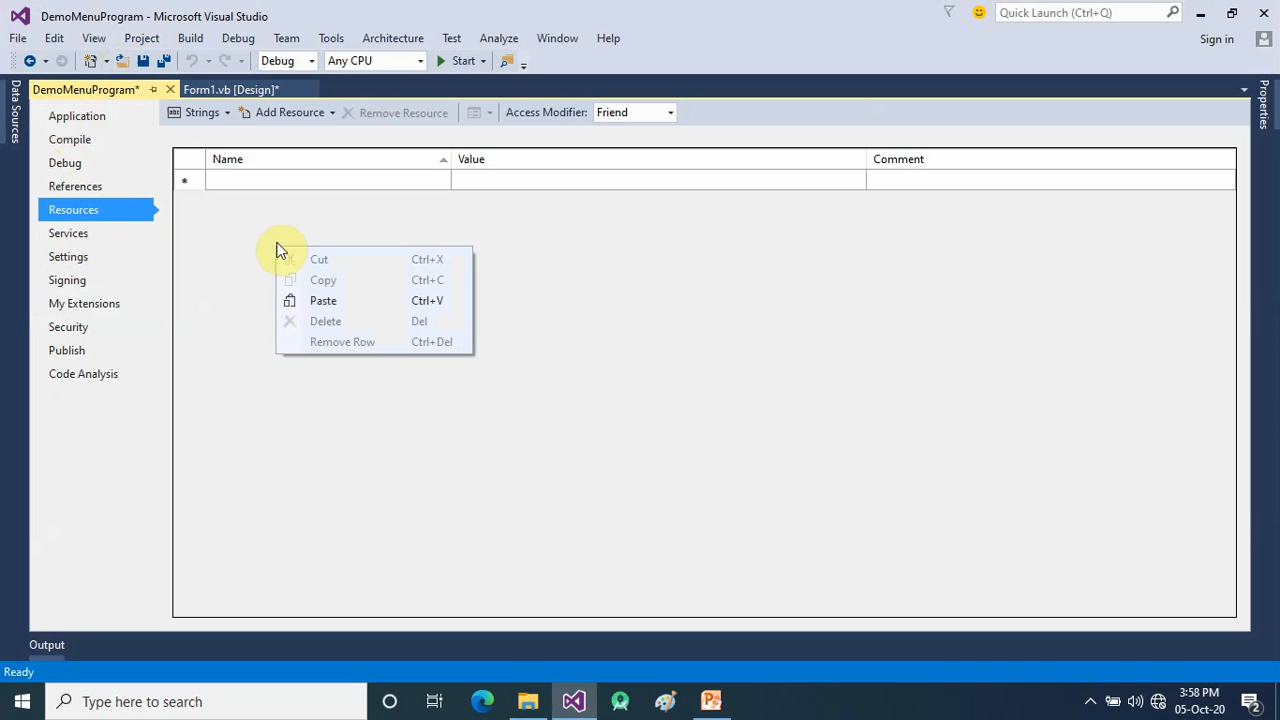 DemoMenuProgram - Microsoft Visual Studio
Quick Launch (Ctrl+Q)
File Edit View Project Build Debug Team Tools Architecture Test Analyze Window Help
Sign in
Debug Any CPU Start
DemoMenuProgram* Form1.vb [Design]*
Data Sources
Properties
Application
Compile
Debug
References
Resources
Services
Settings
Signing
My Extensions
Security
Publish
Code Analysis
Strings Add Resource Remove Resource Access Modifier: Friend
Name Value Comment
Cut Ctrl+X
Copy Ctrl+C
Paste Ctrl+V
Delete Del
Remove Row Ctrl+Del
Output
Ready
Type here to search
3:58 PM
05-Oct-20
2